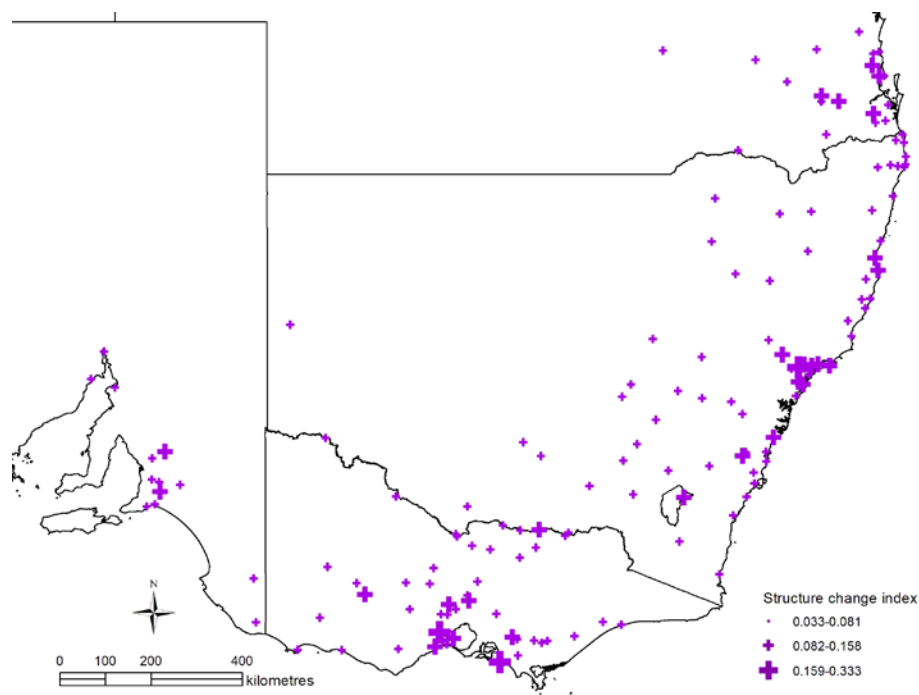 Structure change index
0.033-0.081
0.082-0.158
0.159-0.333
N
0 100 200 400
kilometres